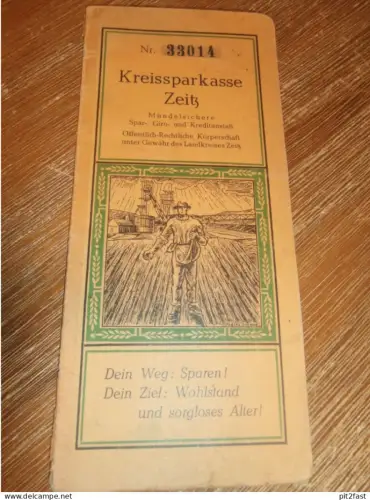 Nr. 33014
Kreissparkasse
Zeitz
Mündelsichere
Spar-, Giro- und Kreditanstalt
Öffentlich-Rechtliche Körperschaft
unter Gewähr des Landkreises Zeitz
Dein Weg: Sparen!
Dein Ziel: Wohlstand
und sorgloses Alter!
www.delcampe.net
pit2fast